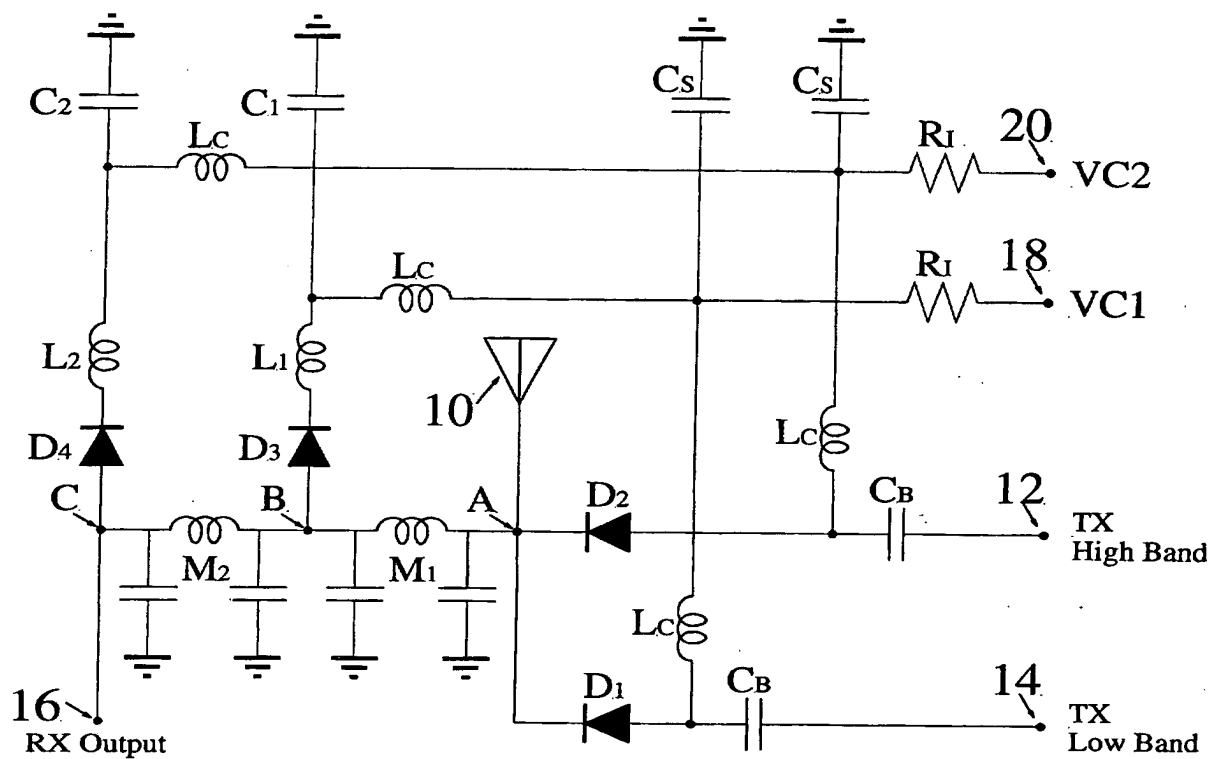 C2
C1
CS
CS
LC
RI
20
VC2
LC
RI
18
VC1
L2
L1
10
LC
D4
D3
C
B
A
D2
CB
12
TX
High Band
M2
M1
LC
D1
CB
14
TX
Low Band
16
RX Output